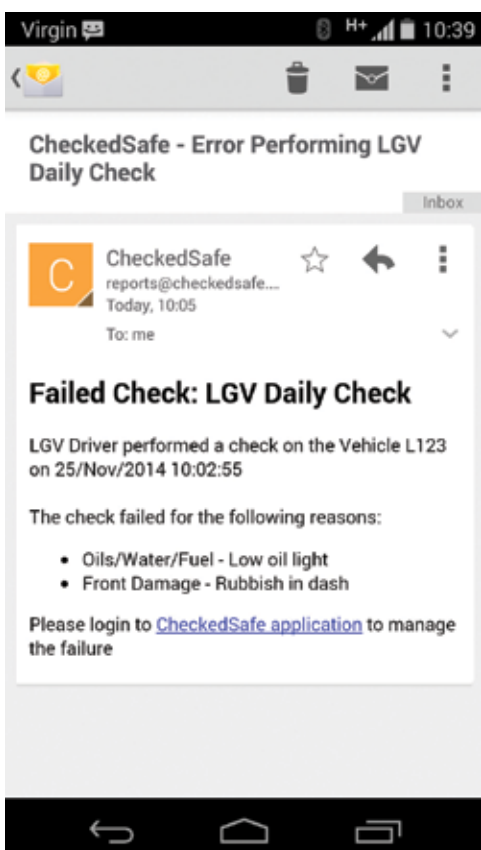 Virgin
H+
10:39
CheckedSafe - Error Performing LGV
Daily Check
Inbox
C
CheckedSafe
reports@checkedsafe....
Today, 10:05
To: me
Failed Check: LGV Daily Check
LGV Driver performed a check on the Vehicle L123
on 25/Nov/2014 10:02:55
The check failed for the following reasons:
• Oils/Water/Fuel - Low oil light
• Front Damage - Rubbish in dash
Please login to CheckedSafe application to manage
the failure